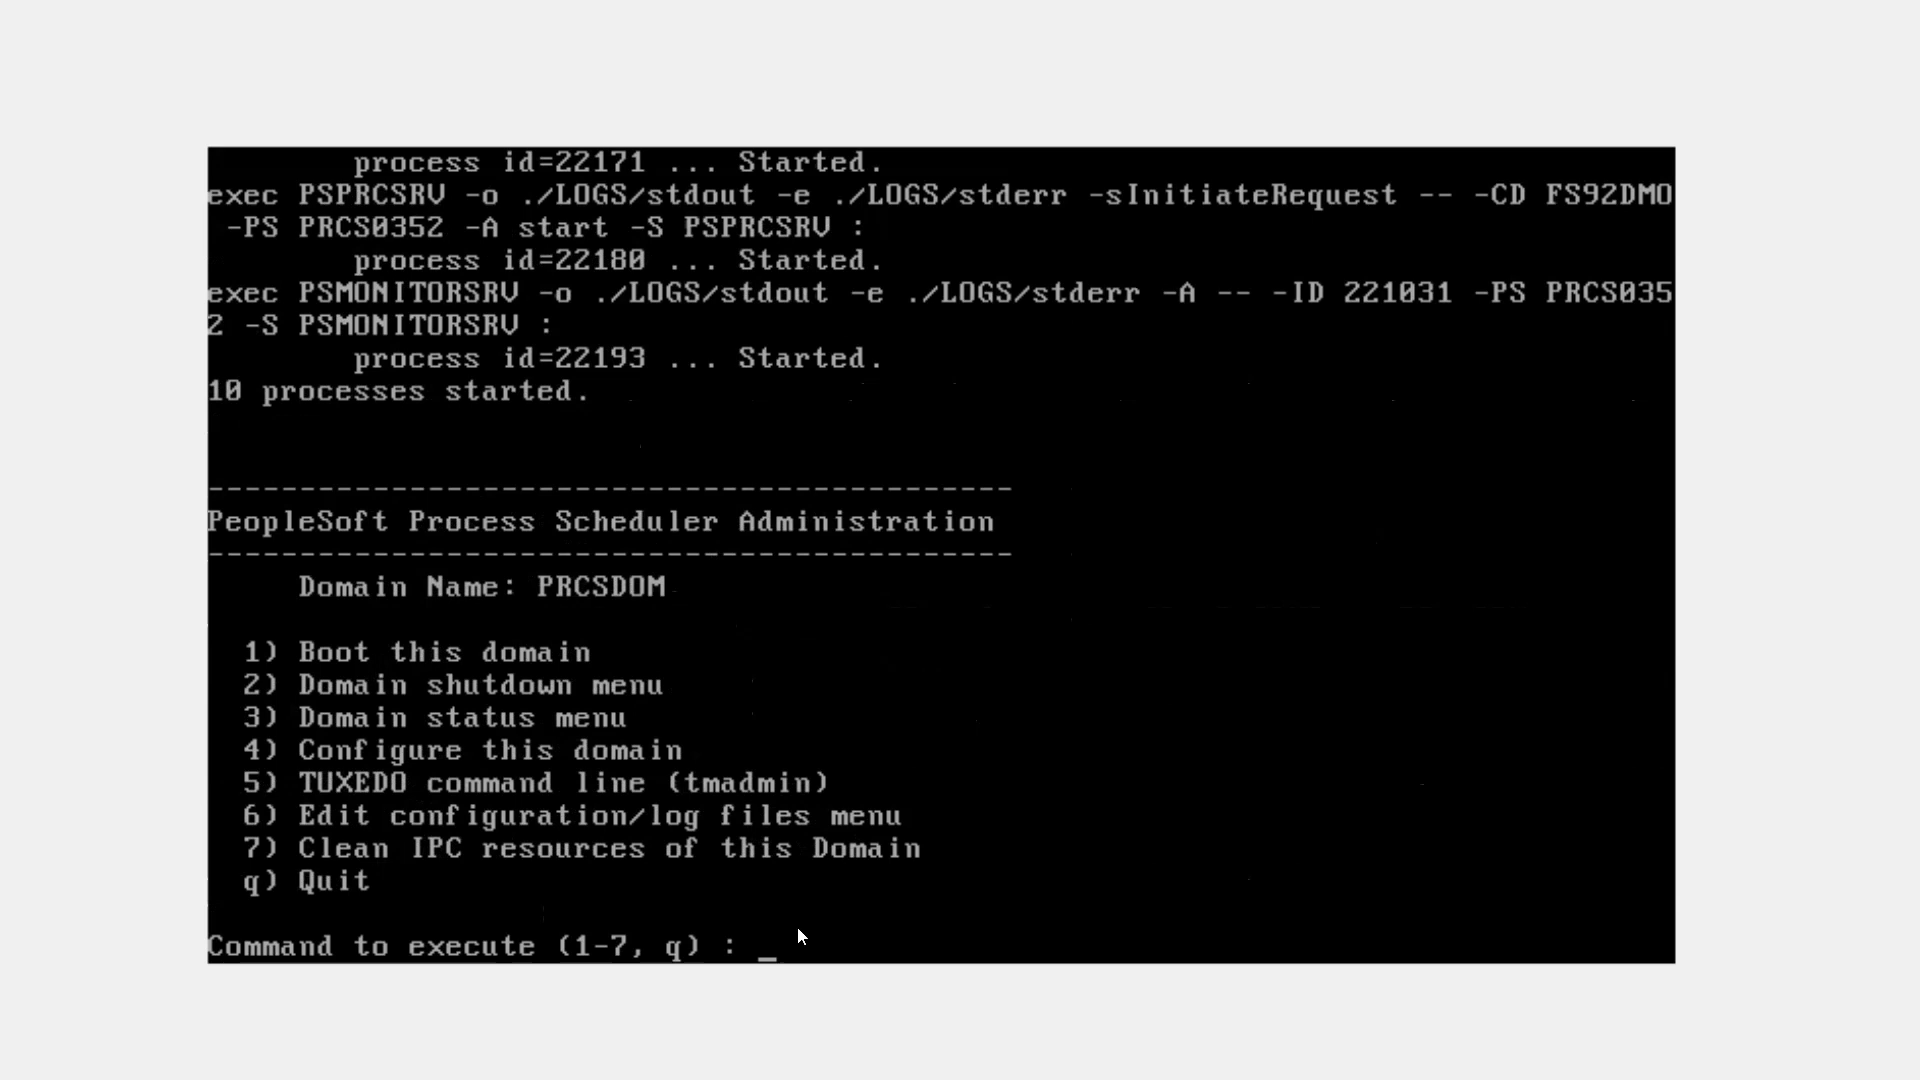 process id=22171 ... Started.
exec PSPRCSRV -o ./LOGS/stdout -e ./LOGS/stderr -sInitiateRequest -- -CD FS92DMO
-PS PRCS0352 -A start -S PSPRCSRV :
process id=22180 ... Started.
exec PSMONITORSRV -o ./LOGS/stdout -e ./LOGS/stderr -A -- -ID 221031 -PS PRCS035
2 -S PSMONITORSRV :
process id=22193 ... Started.
10 processes started.
--------------------------------------------
PeopleSoft Process Scheduler Administration
--------------------------------------------
Domain Name: PRCSDOM
1) Boot this domain
2) Domain shutdown menu
3) Domain status menu
4) Configure this domain
5) TUXEDO command line (tmadmin)
6) Edit configuration/log files menu
7) Clean IPC resources of this Domain
q) Quit
Command to execute (1-7, q) : _